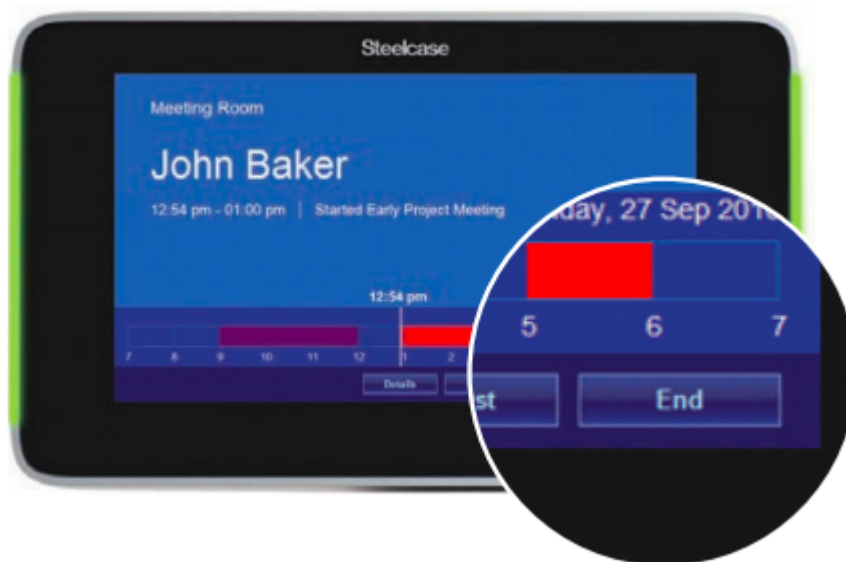 Steelcase
Meeting Room
John Baker
12:54 pm - 01:00 pm | Started Early Project Meeting
day, 27 Sep
12:54 pm
7 8 9 10 11 12 1 2
5 6 7
Details
st End